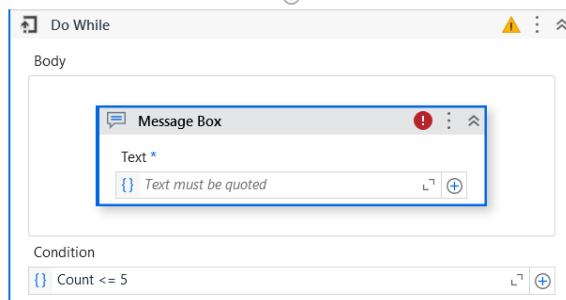 Do While
Body
Message Box
Text *
{} Text must be quoted
Condition
{} Count <= 5